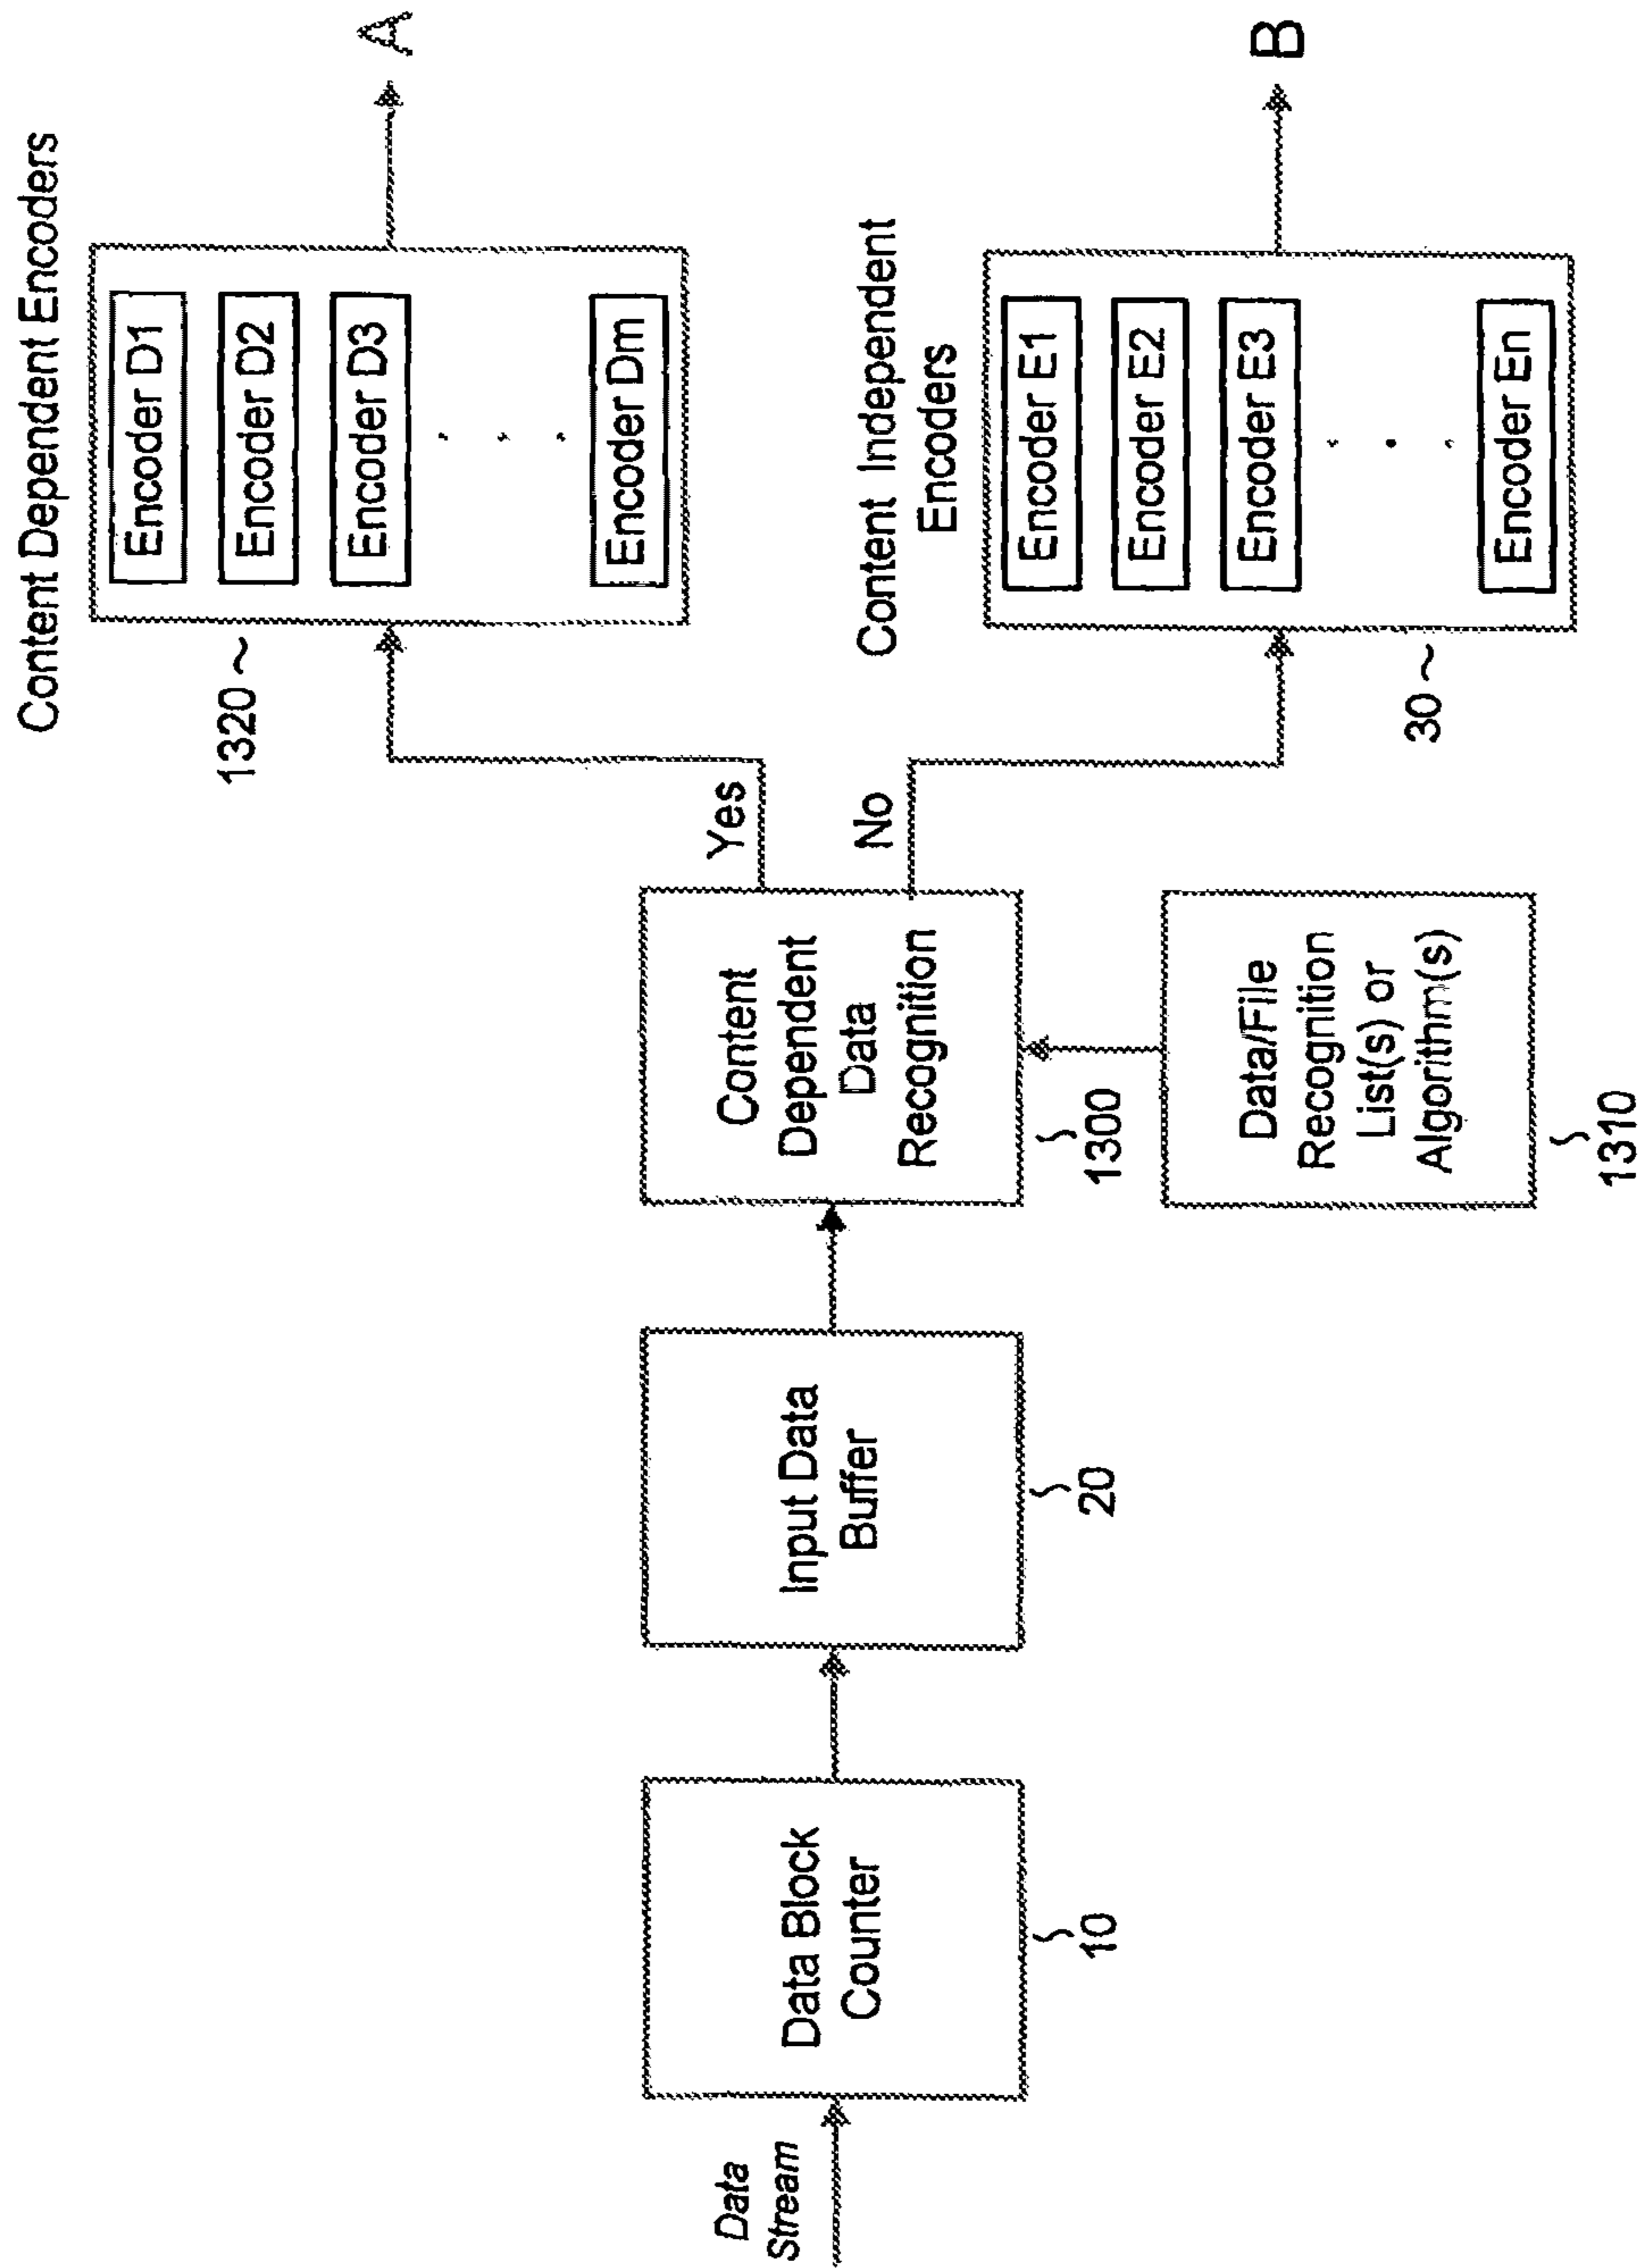 Data
Stream
Data Block
Counter
10
Input Data
Buffer
20
Content
Dependent
Data
Recognition
1300
Data/File
Recognition
List(s) or
Algorithm(s)
1310
Yes
No
Content Dependent Encoders
1320
Encoder D1
Encoder D2
Encoder D3
. . .
Encoder Dm
A
Content Independent
Encoders
30
Encoder E1
Encoder E2
Encoder E3
. . .
Encoder En
B